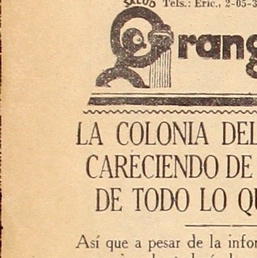 SALUD Tels.: Eric., 2-05-3
Orang
LA COLONIA DEL
CARECIENDO DE
DE TODO LO QU
Así que a pesar de la infor